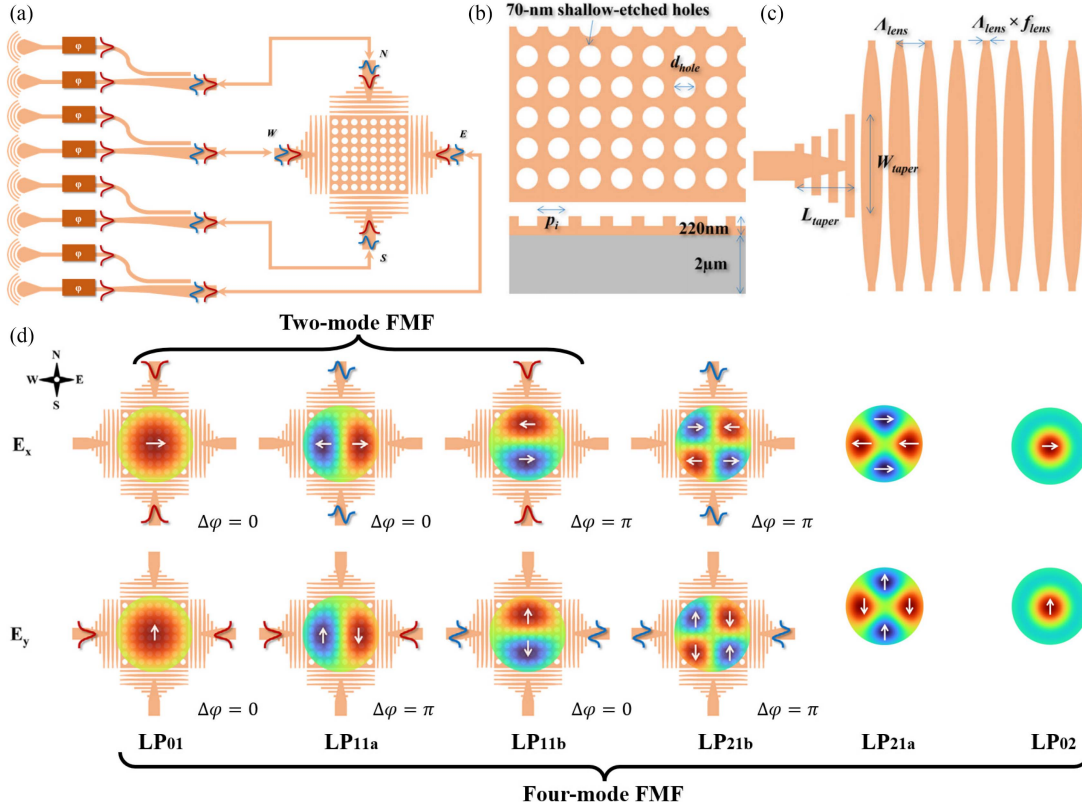 (a)
φ
φ
φ
φ
φ
φ
φ
φ
N
W
E
S
(b)
70-nm shallow-etched holes
d_hole
p_i
220nm
2μm
(c)
Λ_lens
Λ_lens × f_lens
W_taper
L_taper
(d)
Two-mode FMF
N
W E
S
E_x
Δφ = 0
Δφ = 0
Δφ = π
Δφ = π
E_y
Δφ = 0
Δφ = π
Δφ = 0
Δφ = π
LP01 LP11a LP11b LP21b LP21a LP02
Four-mode FMF